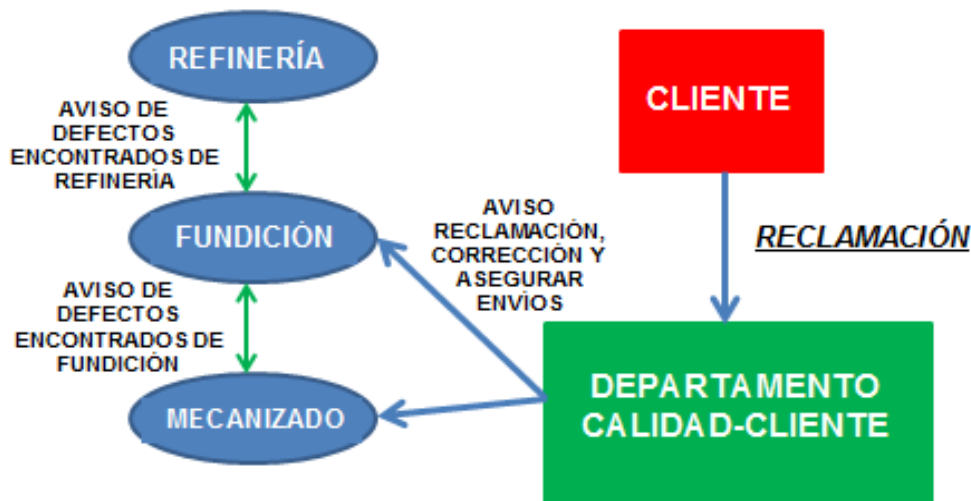 REFINERÍA
AVISO DE
DEFECTOS
ENCONTRADOS DE
REFINERÍA
FUNDICIÓN
AVISO DE
DEFECTOS
ENCONTRADOS DE
FUNDICIÓN
MECANIZADO
AVISO
RECLAMACIÓN,
CORRECCIÓN Y
ASEGURAR
ENVÍOS
CLIENTE
RECLAMACIÓN
DEPARTAMENTO
CALIDAD-CLIENTE